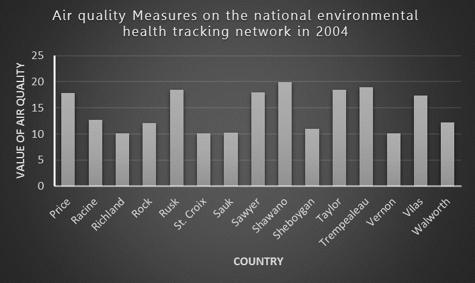 Air quality Measures on the national environmental
health tracking network in 2004
VALUE OF AIR QUALITY
25
20
15
10
5
0
Price
Racine
Richland
Rock
Rusk
St. Croix
Sauk
Sawyer
Shawano
Sheboygan
Taylor
Trempealeau
Vernon
Vilas
Walworth
COUNTRY